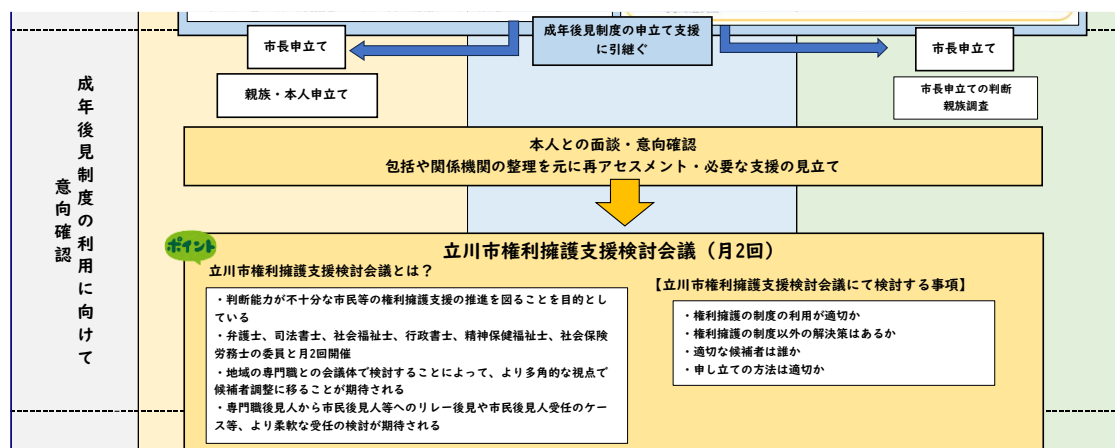 成年後見制度の申立て支援
に引継ぐ
市長申立て
市長申立て
親族・本人申立て
市長申立ての判断
親族調査
成年後見制度の利用に向けて
意向確認
本人との面談・意向確認
包括や関係機関の整理を元に再アセスメント・必要な支援の見立て
ポイント
立川市権利擁護支援検討会議（月2回）
立川市権利擁護支援検討会議とは？
・判断能力が不十分な市民等の権利擁護支援の推進を図ることを目的とし
ている
・弁護士、司法書士、社会福祉士、行政書士、精神保健福祉士、社会保険
労務士の委員と月2回開催
・地域の専門職との会議体で検討することによって、より多角的な視点で
候補者調整に移ることが期待される
・専門職後見人から市民後見人等へのリレー後見や市民後見人受任のケー
ス等、より柔軟な受任の検討が期待される
【立川市権利擁護支援検討会議にて検討する事項】
・権利擁護の制度の利用が適切か
・権利擁護の制度以外の解決策はあるか
・適切な候補者は誰か
・申し立ての方法は適切か